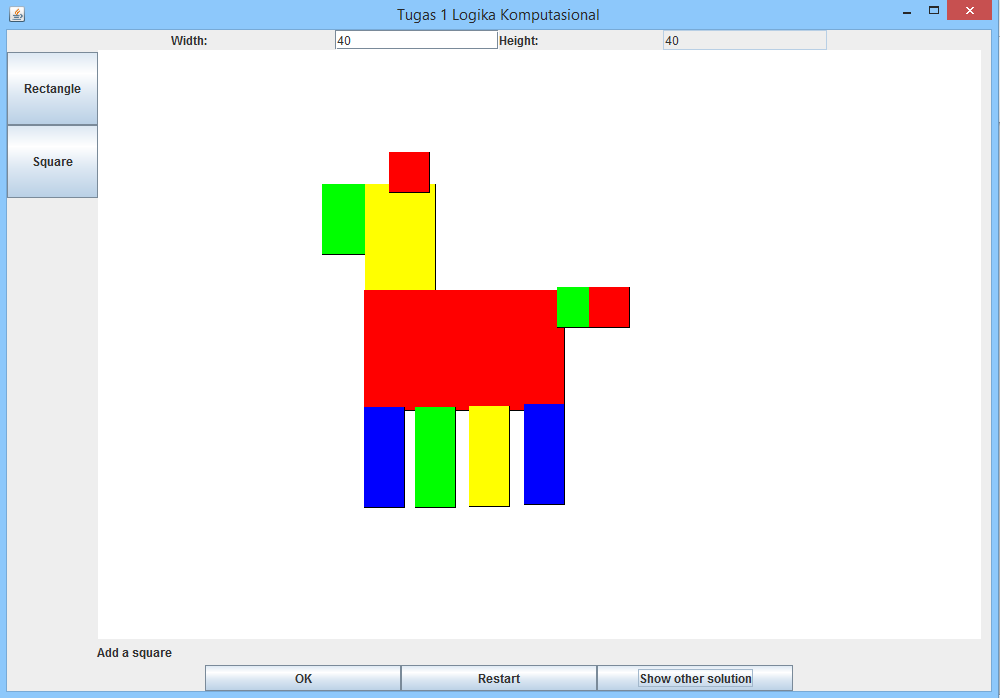 Tugas 1 Logika Komputasional
Width: 40 Height: 40
Rectangle
Square
Add a square
OK Restart Show other solution